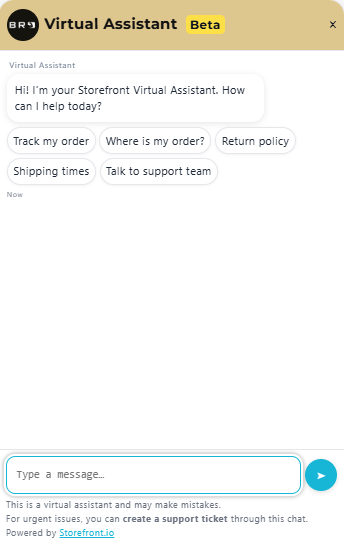 BR9 Virtual Assistant Beta x
Virtual Assistant
Hi! I'm your Storefront Virtual Assistant. How
can I help today?
Track my order Where is my order? Return policy
Shipping times Talk to support team
Now
Type a message…
This is a virtual assistant and may make mistakes.
For urgent issues, you can create a support ticket through this chat.
Powered by Storefront.io